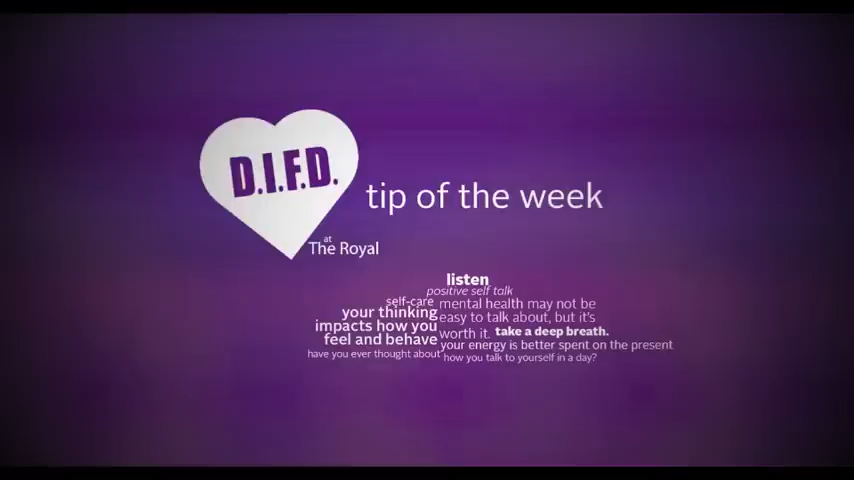 D.I.F.D.
tip of the week
at
The Royal
listen
positive self talk
self-care
your thinking
impacts how you
feel and behave
have you ever thought about
mental health may not be
easy to talk about, but it's
worth it. take a deep breath.
your energy is better spent on the present
how you talk to yourself in a day?